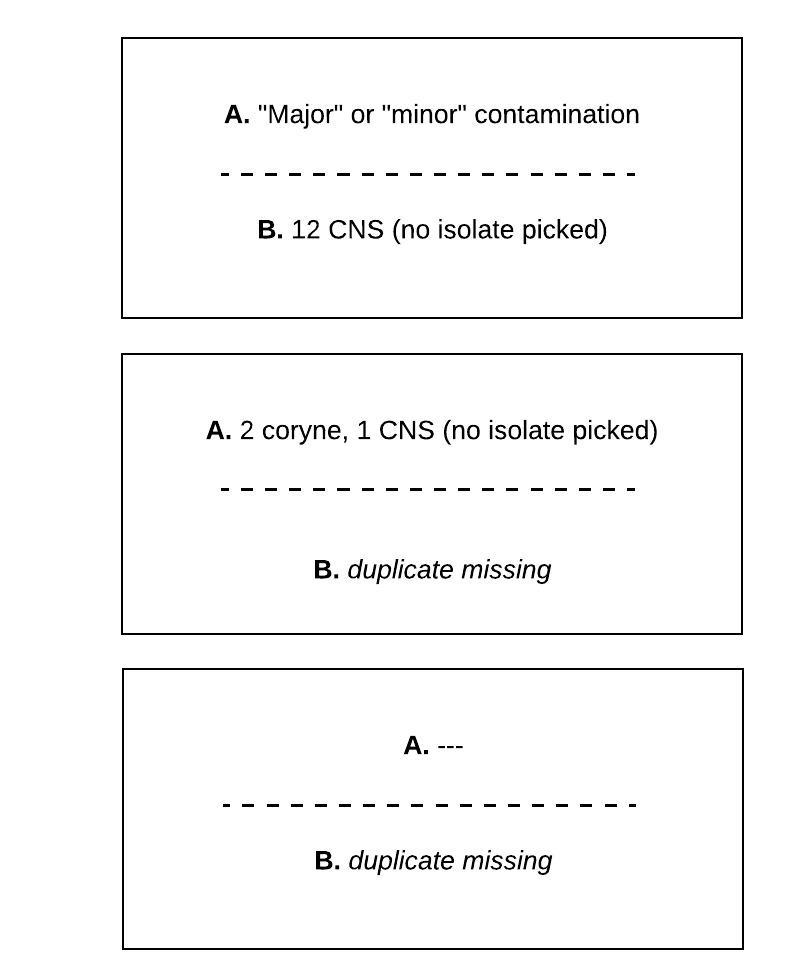 A. "Major" or "minor" contamination
B. 12 CNS (no isolate picked)
A. 2 coryne, 1 CNS (no isolate picked)
B. duplicate missing
A. ---
B. duplicate missing